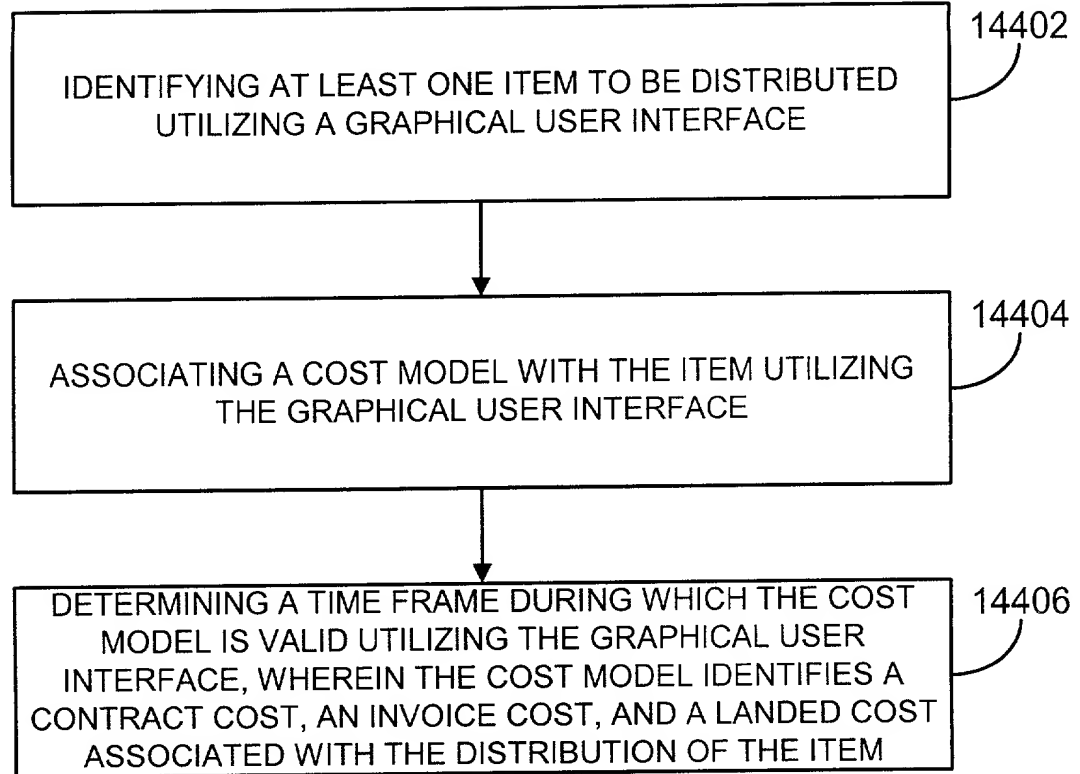 14402
IDENTIFYING AT LEAST ONE ITEM TO BE DISTRIBUTED
UTILIZING A GRAPHICAL USER INTERFACE
14404
ASSOCIATING A COST MODEL WITH THE ITEM UTILIZING
THE GRAPHICAL USER INTERFACE
14406
DETERMINING A TIME FRAME DURING WHICH THE COST
MODEL IS VALID UTILIZING THE GRAPHICAL USER
INTERFACE, WHEREIN THE COST MODEL IDENTIFIES A
CONTRACT COST, AN INVOICE COST, AND A LANDED COST
ASSOCIATED WITH THE DISTRIBUTION OF THE ITEM